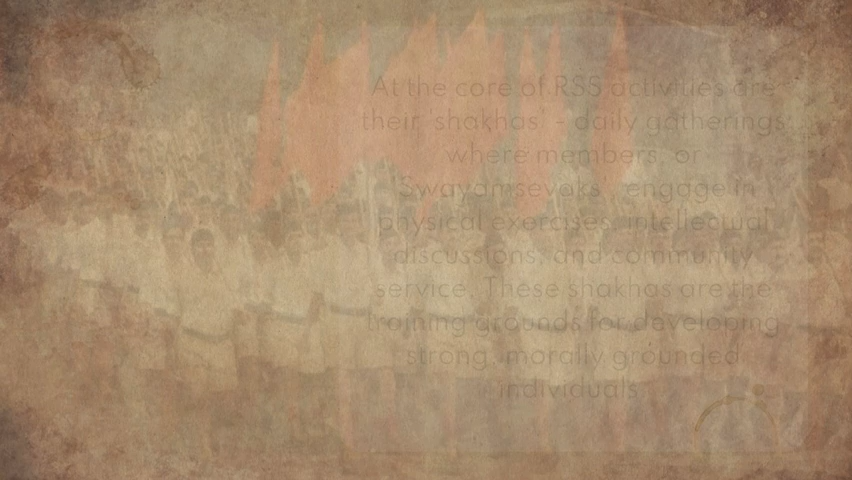 At the core of RSS activities are
their 'shakhas' - daily gatherings
where members, or
Swayamsevaks, engage in
physical exercises, intellectual
discussions, and community
service. These shakhas are the
training grounds for developing
strong, morally grounded
individuals.